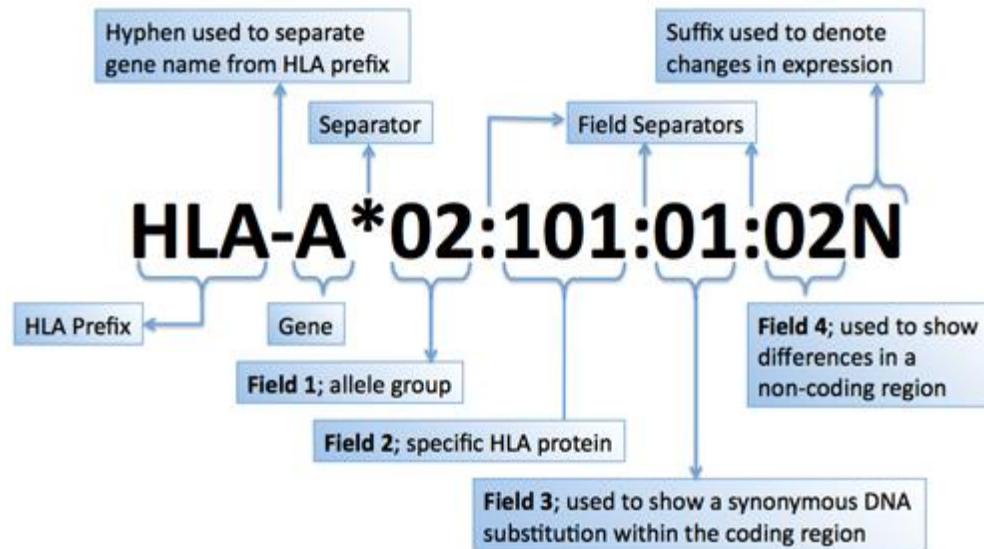 Hyphen used to separate
gene name from HLA prefix
Suffix used to denote
changes in expression
Separator
Field Separators
HLA-A*02:101:01:02N
HLA Prefix
Gene
Field 1; allele group
Field 2; specific HLA protein
Field 3; used to show a synonymous DNA
substitution within the coding region
Field 4; used to show
differences in a
non-coding region